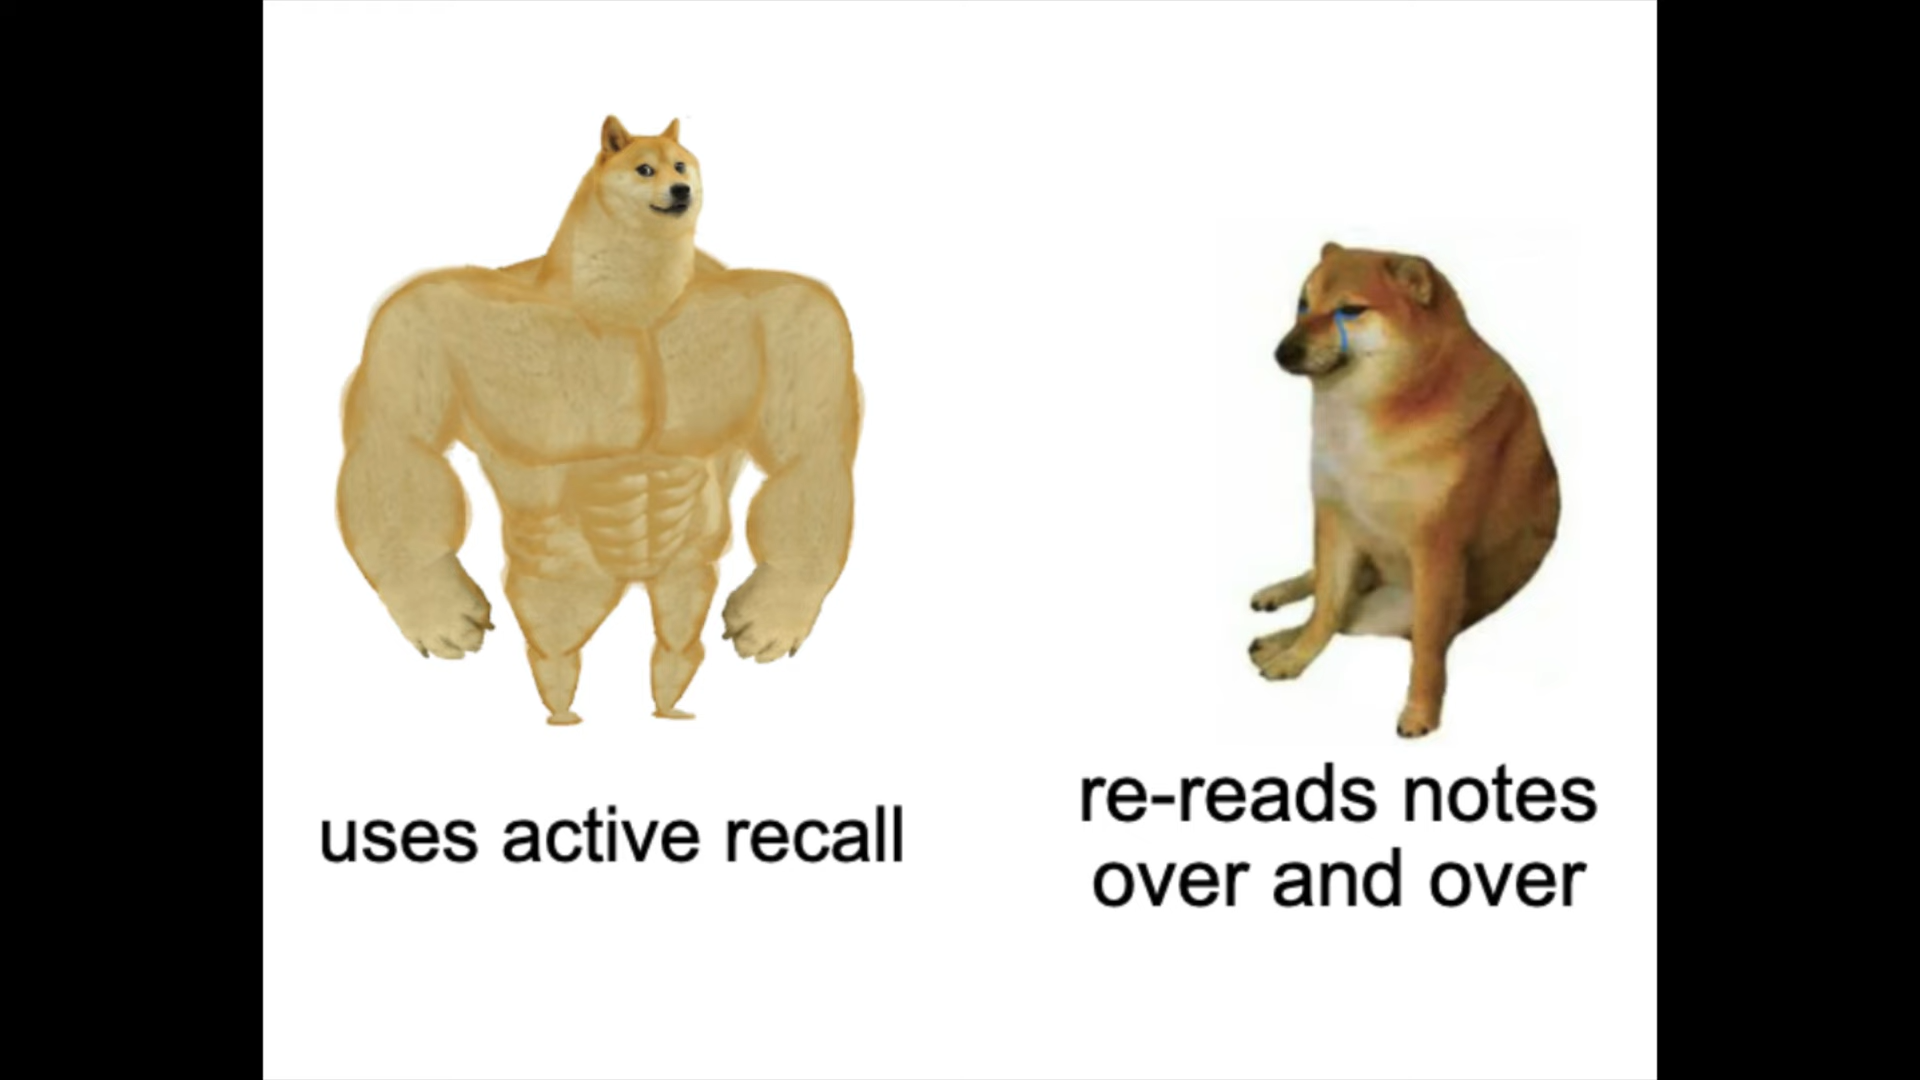 uses active recall
re-reads notes
over and over